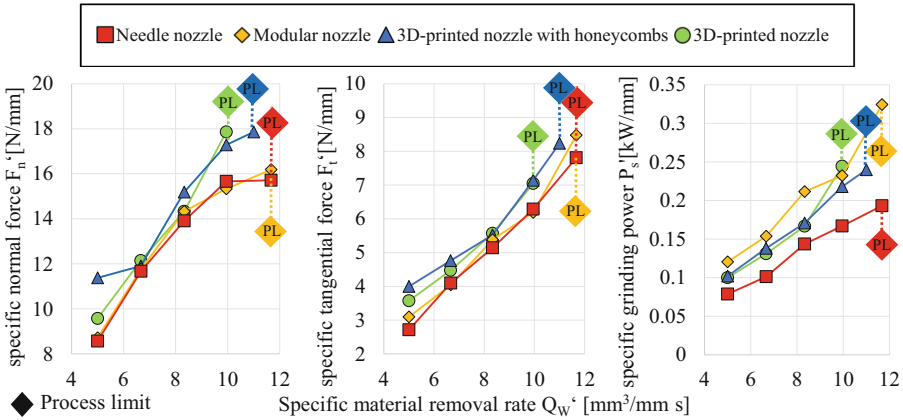 Needle nozzle Modular nozzle 3D-printed nozzle with honeycombs 3D-printed nozzle
specific normal force Fn‘[N/mm]
20
18
16
14
12
10
8
4 6 8 10 12
PL
PL
PL
PL
specific tangential force Ft‘[N/mm]
10
9
8
7
6
5
4
3
2
4 6 8 10 12
PL
PL
PL
PL
specific grinding power Ps‘[kW/mm]
0.35
0.3
0.25
0.2
0.15
0.1
0.05
0
4 6 8 10 12
PL
PL
PL
PL
Process limit
Specific material removal rate QW‘ [mm³/mm s]